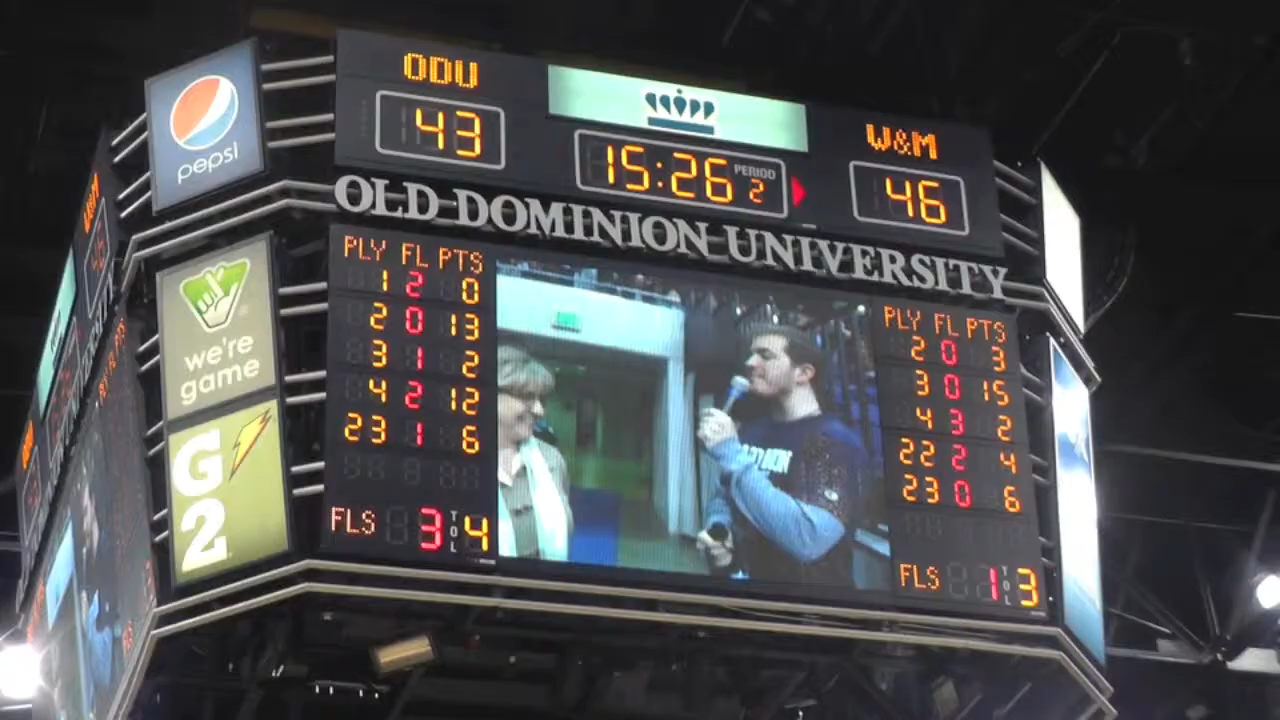 ODU
43
15:26
PERIOD
2
W&M
46
pepsi
OLD DOMINION UNIVERSITY
we're
game
G
2
PLY FL PTS
1 2 0
2 0 13
3 1 2
4 2 12
23 1 6
FLS 3 TOL 4
PLY FL PTS
2 0 3
3 0 15
4 3 2
22 2 4
23 0 6
FLS 1 TOL 3